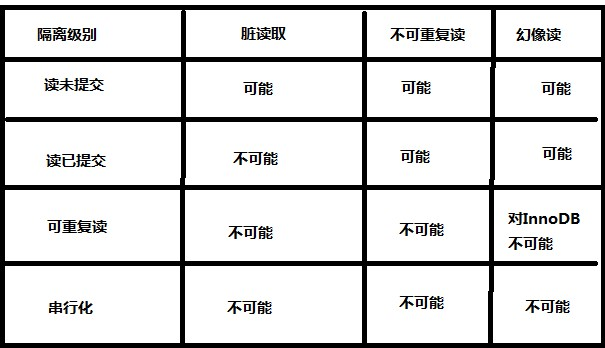 隔离级别 脏读取 不可重复读 幻像读
读未提交 可能 可能 可能
读已提交 不可能 可能 可能
可重复读 不可能 不可能 对InnoDB
不可能
串行化 不可能 不可能 不可能